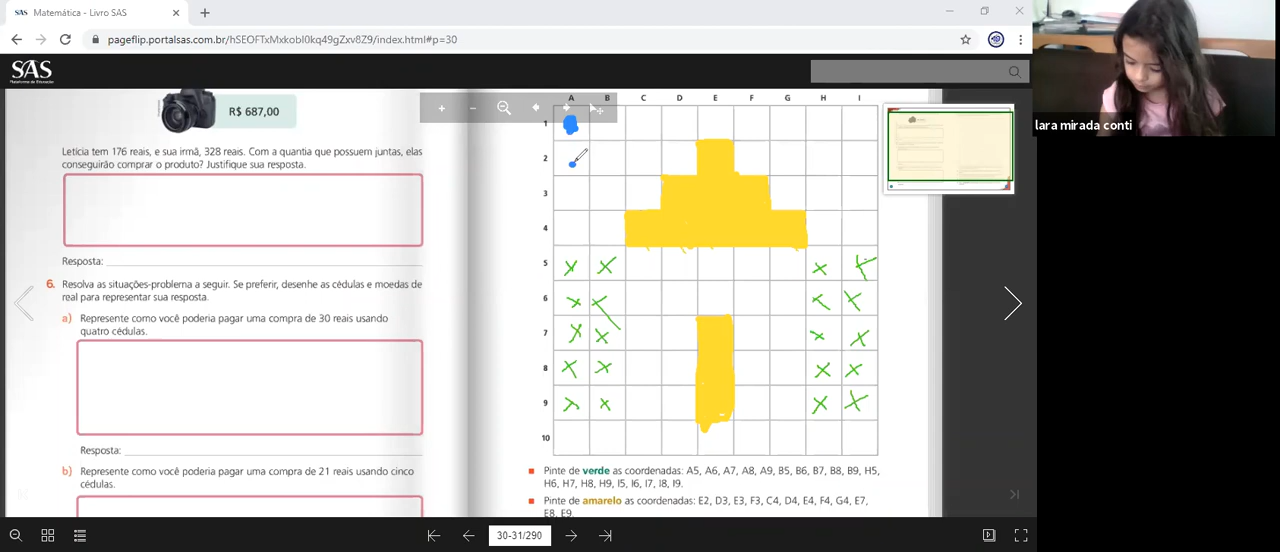 SAS Matemática - Livro SAS
pageflip.portalsas.com.br/hSEOFTxMxkobI0kq49gZxv8Z9/index.html#p=30
SAS
Plataforma de Educação
R$ 687,00
Letícia tem 176 reais, e sua irmã, 328 reais. Com a quantia que possuem juntas, elas
conseguirão comprar o produto? Justifique sua resposta.
Resposta:
6. Resolva as situações-problema a seguir. Se preferir, desenhe as cédulas e moedas de
real para representar sua resposta.
a) Represente como você poderia pagar uma compra de 30 reais usando
quatro cédulas.
Resposta:
b) Represente como você poderia pagar uma compra de 21 reais usando cinco
cédulas.
A B C D E F G H I
1
2
3
4
5
6
7
8
9
10
Pinte de verde as coordenadas: A5, A6, A7, A8, A9, B5, B6, B7, B8, B9, H5,
H6, H7, H8, H9, I5, I6, I7, I8, I9.
Pinte de amarelo as coordenadas: E2, D3, E3, F3, C4, D4, E4, F4, G4, E7,
E8, E9.
lara mirada conti
30-31/290